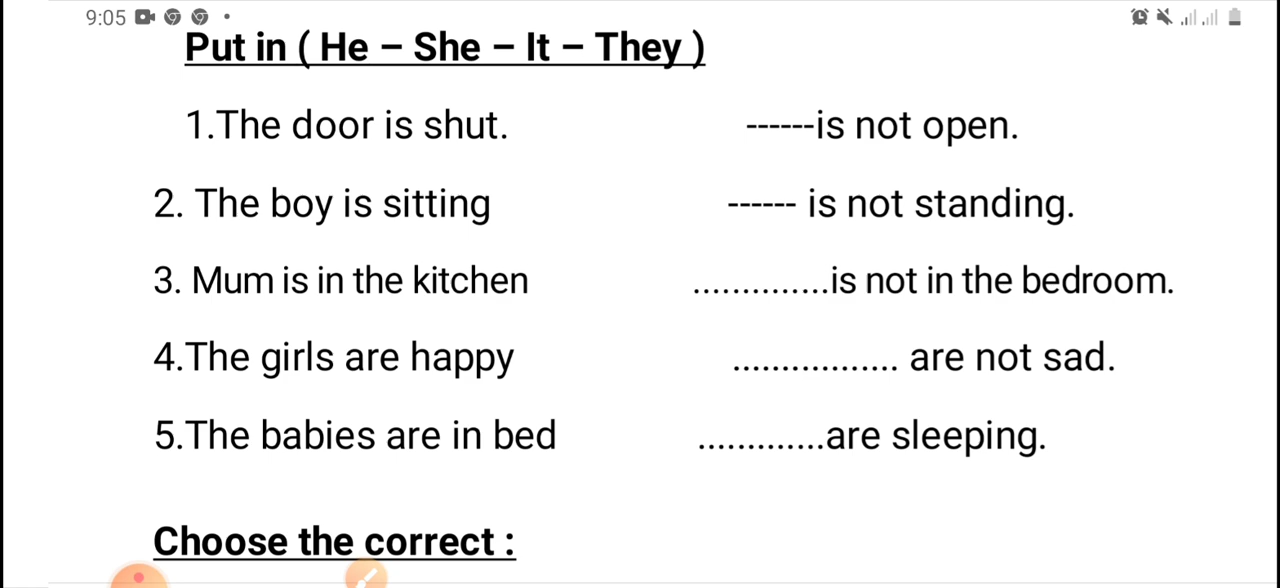 9:05
Put in ( He – She – It – They )
1.The door is shut. ------is not open.
2. The boy is sitting ------ is not standing.
3. Mum is in the kitchen ..............is not in the bedroom.
4.The girls are happy ................. are not sad.
5.The babies are in bed .............are sleeping.
Choose the correct :